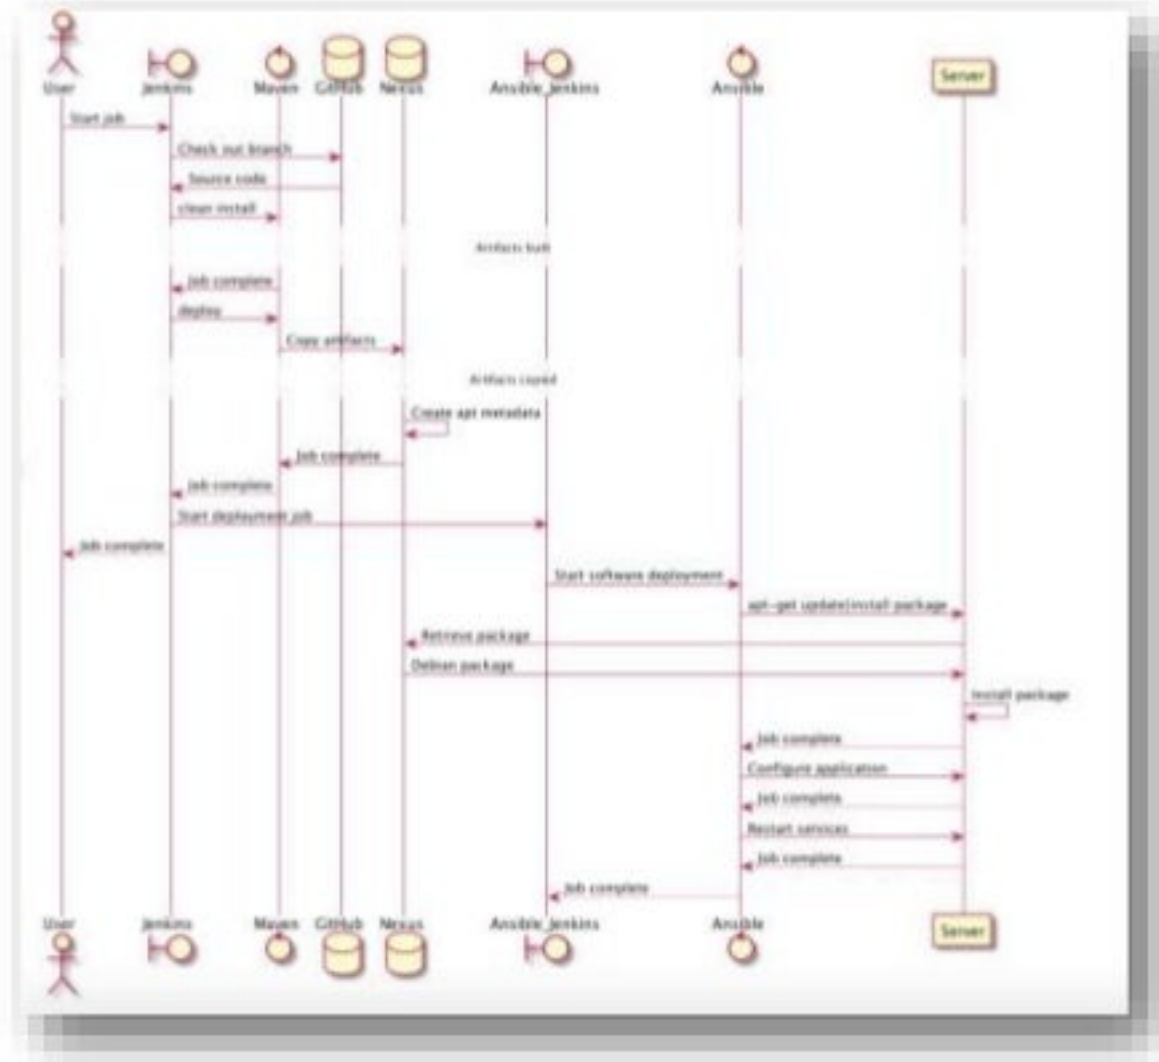 User Jenkins Maven GitHub Nexus Ansible_Jenkins Ansible Server
Start job
Check out branch
Source code
clean install
Artifacts built
Job complete
deploy
Copy artifacts
Artifacts copied
Create apt metadata
Job complete
Job complete
Start deployment job
Job complete
Start software deployment
apt-get update/install package
Retrieve package
Debian package
Install package
Job complete
Configure application
Job complete
Restart services
Job complete
Job complete
User Jenkins Maven GitHub Nexus Ansible_Jenkins Ansible Server